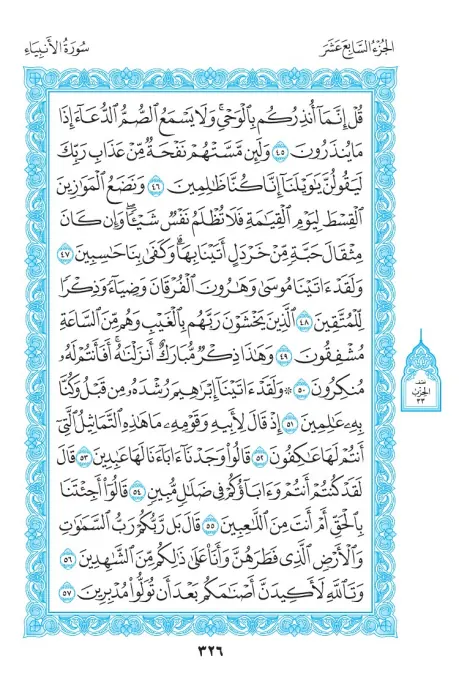 الجُزءُ السَّابِعَ عَشَرَ
سُورَةُ الأَنبِيَاءِ
قُلْ إِنَّمَآ أُنذِرُكُم بِٱلْوَحْىِ ۚ وَلَا يَسْمَعُ ٱلصُّمُّ ٱلدُّعَآءَ إِذَا
مَا يُنذَرُونَ ٤٥ وَلَئِن مَّسَّتْهُمْ نَفْحَةٌ مِّنْ عَذَابِ رَبِّكَ
لَيَقُولُنَّ يَٰوَيْلَنَآ إِنَّا كُنَّا ظَٰلِمِينَ ٤٦ وَنَضَعُ ٱلْمَوَٰزِينَ
ٱلْقِسْطَ لِيَوْمِ ٱلْقِيَٰمَةِ فَلَا تُظْلَمُ نَفْسٌ شَيْـًٔا ۖ وَإِن كَانَ
مِثْقَالَ حَبَّةٍ مِّنْ خَرْدَلٍ أَتَيْنَا بِهَا ۗ وَكَفَىٰ بِنَا حَٰسِبِينَ ٤٧
وَلَقَدْ ءَاتَيْنَا مُوسَىٰ وَهَٰرُونَ ٱلْفُرْقَانَ وَضِيَآءً وَذِكْرًا
لِّلْمُتَّقِينَ ٤٨ ٱلَّذِينَ يَخْشَوْنَ رَبَّهُم بِٱلْغَيْبِ وَهُم مِّنَ ٱلسَّاعَةِ
مُشْفِقُونَ ٤٩ وَهَٰذَا ذِكْرٌ مُّبَارَكٌ أَنزَلْنَٰهُ ۚ أَفَأَنتُمْ لَهُۥ
مُنكِرُونَ ٥٠ ۞ وَلَقَدْ ءَاتَيْنَآ إِبْرَٰهِيمَ رُشْدَهُۥ مِن قَبْلُ وَكُنَّا
بِهِۦ عَٰلِمِينَ ٥١ إِذْ قَالَ لِأَبِيهِ وَقَوْمِهِۦ مَا هَٰذِهِ ٱلتَّمَاثِيلُ ٱلَّتِىٓ
أَنتُمْ لَهَا عَٰكِفُونَ ٥٢ قَالُوا۟ وَجَدْنَآ ءَابَآءَنَا لَهَا عَٰبِدِينَ ٥٣ قَالَ
لَقَدْ كُنتُمْ أَنتُمْ وَءَابَآؤُكُمْ فِى ضَلَٰلٍ مُّبِينٍ ٥٤ قَالُوٓا۟ أَجِئْتَنَا
بِٱلْحَقِّ أَمْ أَنتَ مِنَ ٱللَّٰعِبِينَ ٥٥ قَالَ بَل رَّبُّكُمْ رَبُّ ٱلسَّمَٰوَٰتِ
وَٱلْأَرْضِ ٱلَّذِى فَطَرَهُنَّ وَأَنَا۠ عَلَىٰ ذَٰلِكُم مِّنَ ٱلشَّٰهِدِينَ ٥٦
وَتَٱللَّهِ لَأَكِيدَنَّ أَصْنَٰمَكُم بَعْدَ أَن تُوَلُّوا۟ مُدْبِرِينَ ٥٧
نصف
الحزب
٣٣
٣٢٦